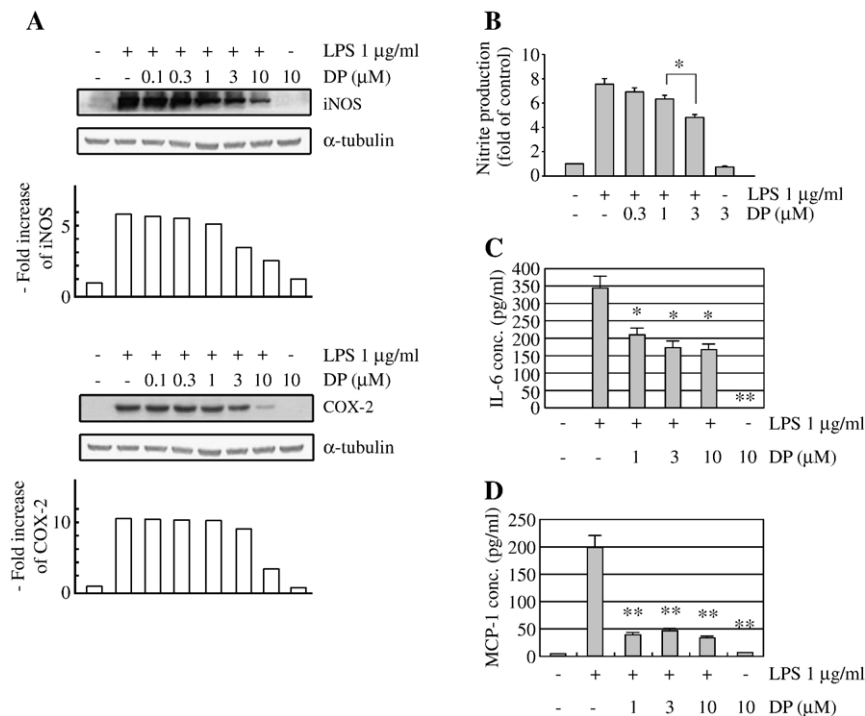 A
- + + + + + + - LPS 1 µg/ml
- - 0.1 0.3 1 3 10 10 DP (µM)
iNOS
α-tubulin
- Fold increase
of iNOS
5
0
- + + + + + + - LPS 1 µg/ml
- - 0.1 0.3 1 3 10 10 DP (µM)
COX-2
α-tubulin
- Fold increase
of COX-2
10
0
B
Nitrite production
(fold of control)
10
8
6
4
2
0
*
- + + + + - LPS 1 µg/ml
- - 0.3 1 3 3 DP (µM)
C
IL-6 conc. (pg/ml)
400
350
300
250
200
150
100
50
0
* * * **
- + + + + - LPS 1 µg/ml
- - 1 3 10 10 DP (µM)
D
MCP-1 conc. (pg/ml)
250
200
150
100
50
0
** ** ** **
- + + + + - LPS 1 µg/ml
- - 1 3 10 10 DP (µM)